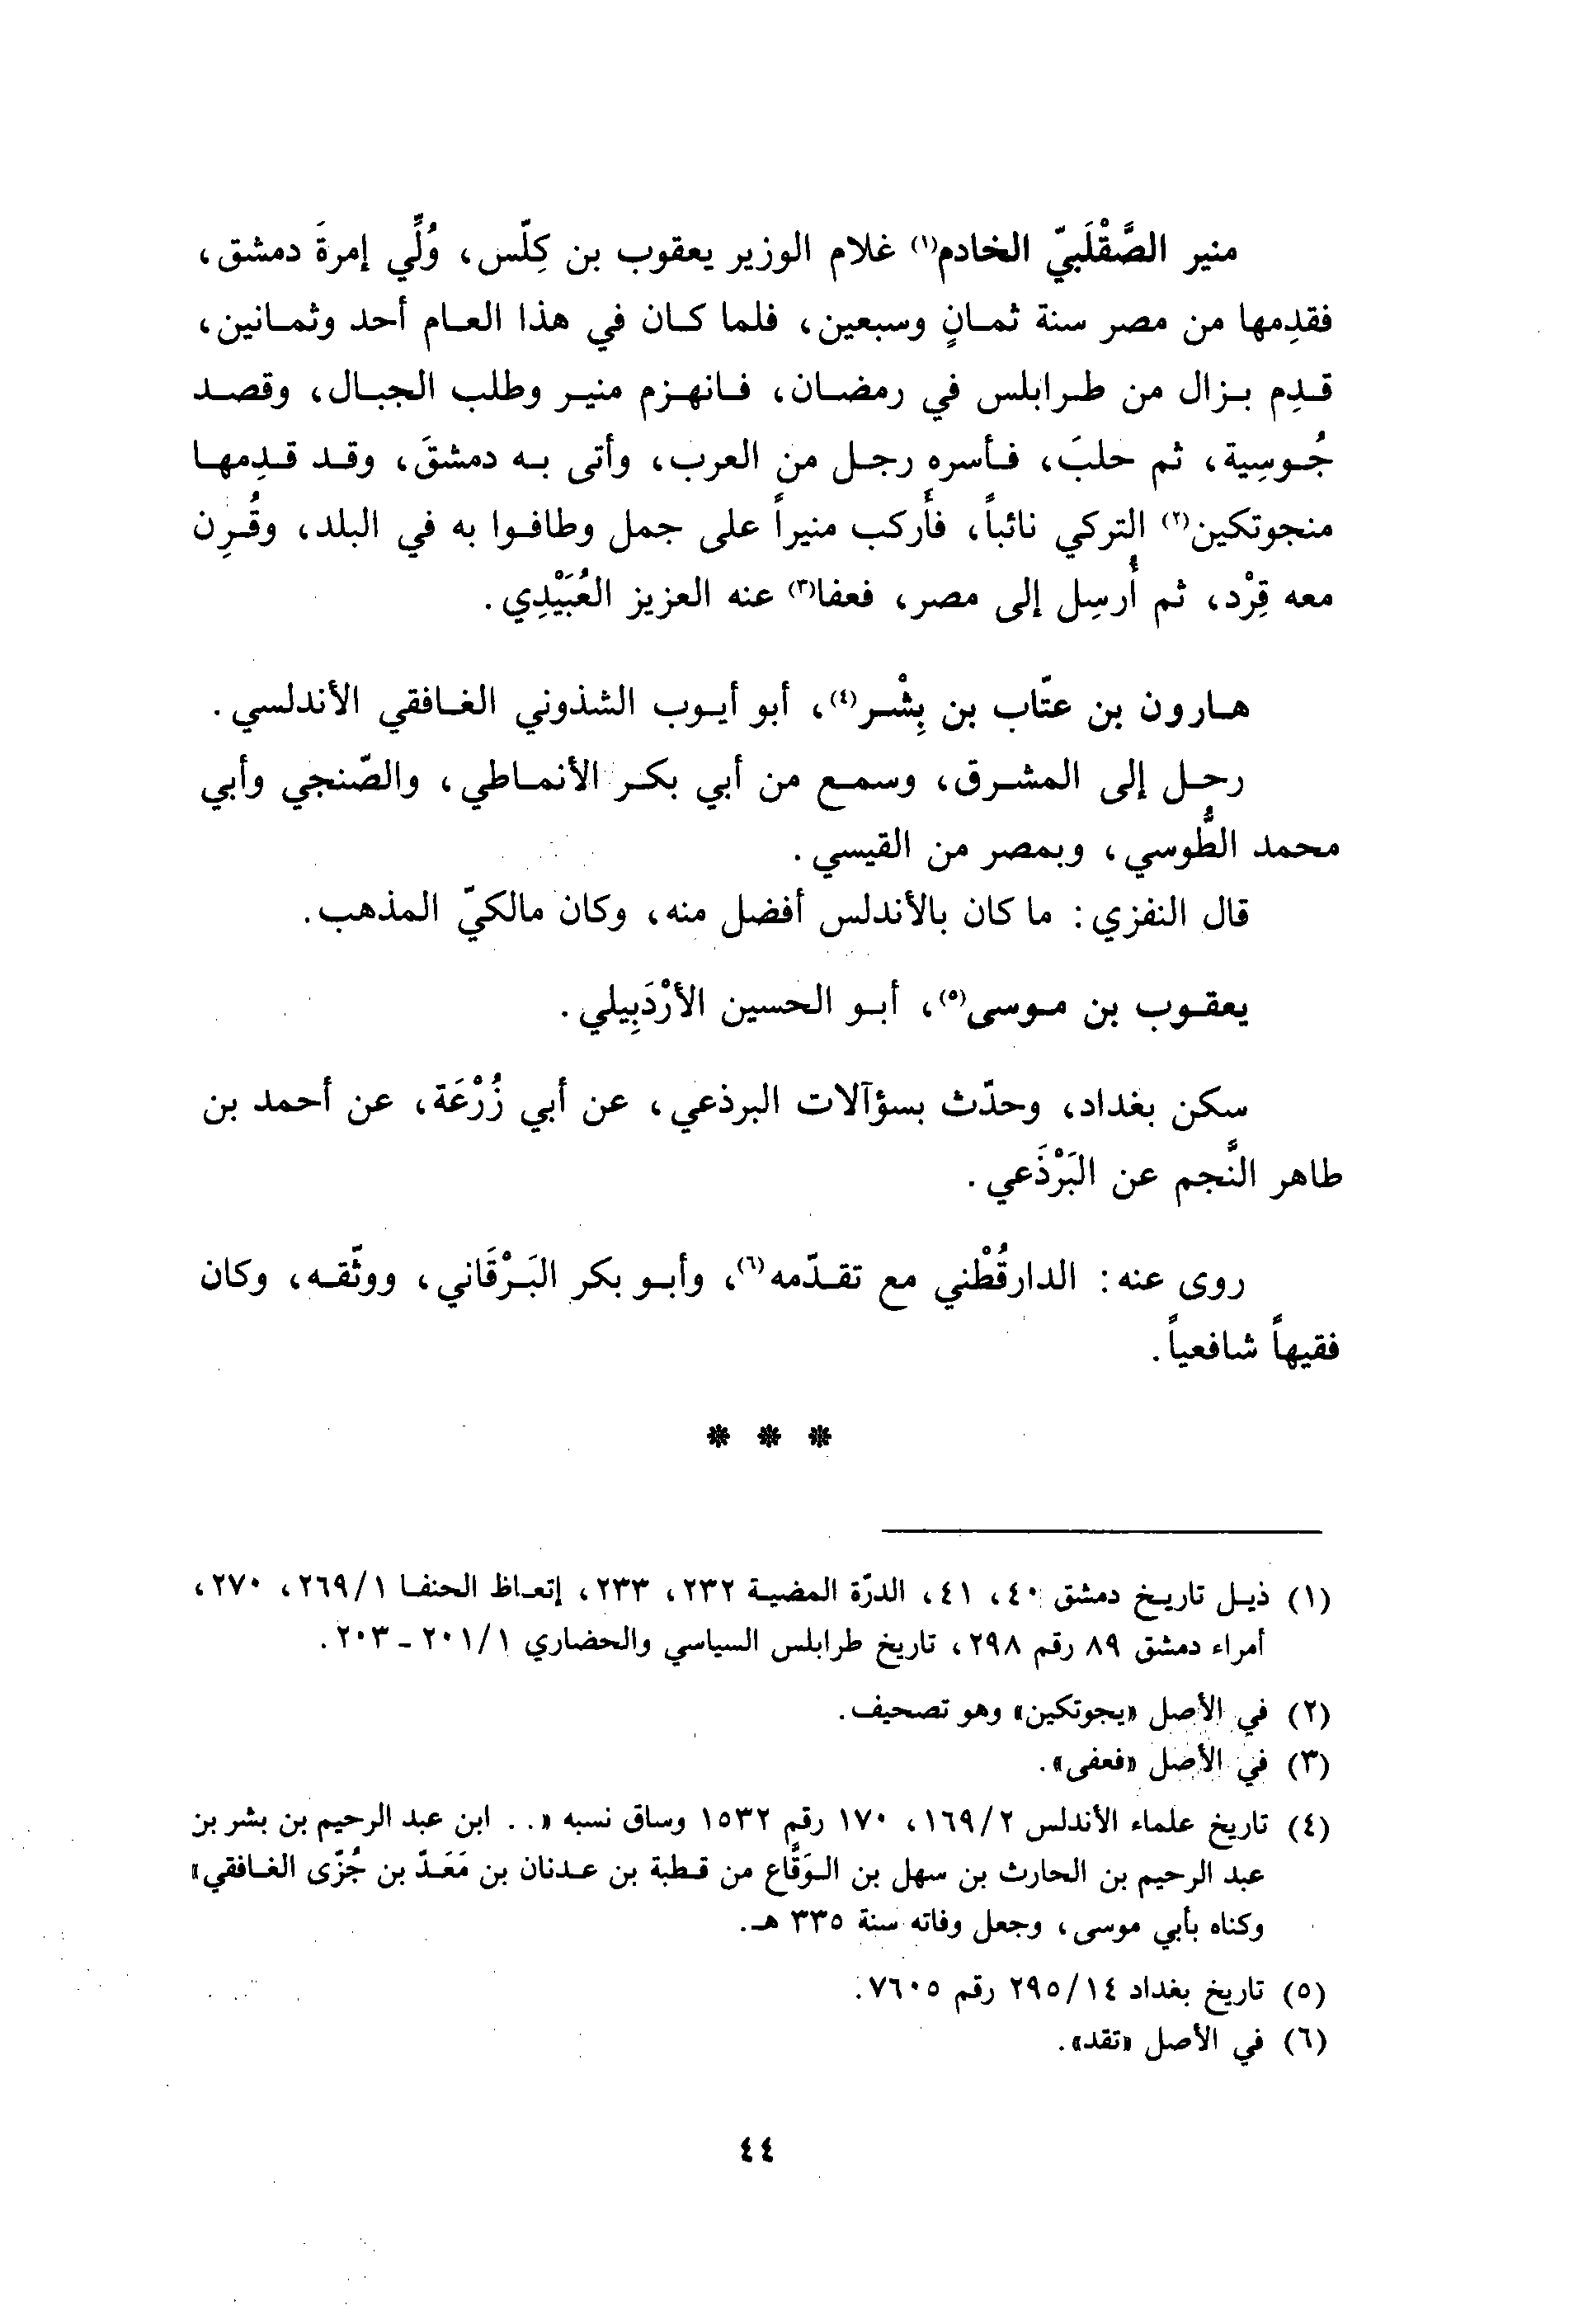 منير الصَّقْلَبيّ الخادم(١) غلام الوزير يعقوب بن كِلّس، وُلِّي إمرةَ دمشق،
فقدِمها من مصر سنة ثمانٍ وسبعين، فلما كان في هذا العام أحد وثمانين،
قدِم بزال من طرابلس في رمضان، فانهزم منير وطلب الجبال، وقصد
جُوسِية، ثم حلبَ، فأسره رجل من العرب، وأتى به دمشقَ، وقد قدِمها
منجوتكين(٢) التركي نائباً، فأُركب منيراً على جمل وطافوا به في البلد، وقُرِن
معه قِرْد، ثم أُرسِل إلى مصر، فعفا(٣) عنه العزيز العُبَيْدِي.
هارون بن عتّاب بن بِشْر(٤)، أبو أيوب الشذوني الغافقي الأندلسي.
رحل إلى المشرق، وسمع من أبي بكر الأنماطي، والصّنجي وأبي
محمد الطُّوسي، وبمصر من القيسي.
قال النفزي: ما كان بالأندلس أفضل منه، وكان مالكيّ المذهب.
يعقوب بن موسى(٥)، أبو الحسين الأرْدَبِيلي.
سكن بغداد، وحدّث بسؤآلات البرذعي، عن أبي زُرْعَة، عن أحمد بن
طاهر النَّجم عن البَرْذَعي.
روى عنه: الدارقُطْني مع تقدّمه(٦)، وأبو بكر البَرْقَاني، ووثّقه، وكان
فقيهاً شافعياً.
* * *
(١) ذيل تاريخ دمشق ٤٠، ٤١، الدرّة المضية ٢٣٢، ٢٣٣، إتعاظ الحنفا ٢٦٩/١، ٢٧٠،
أمراء دمشق ٨٩ رقم ٢٩٨، تاريخ طرابلس السياسي والحضاري ٢٠١/١ - ٢٠٣.
(٢) في الأصل «يجوتكين» وهو تصحيف.
(٣) في الأصل «فعفى».
(٤) تاريخ علماء الأندلس ١٦٩/٢، ١٧٠ رقم ١٥٣٢ وساق نسبه «.. ابن عبد الرحيم بن بشر بن
عبد الرحيم بن الحارث بن سهل بن الوَقَّاع من قطبة بن عدنان بن مَعَدّ بن جُزّى الغافقي»
وكناه بأبي موسى، وجعل وفاته سنة ٣٣٥ هـ.
(٥) تاريخ بغداد ٢٩٥/١٤ رقم ٧٦٠٥.
(٦) في الأصل «تقد».
٤٤